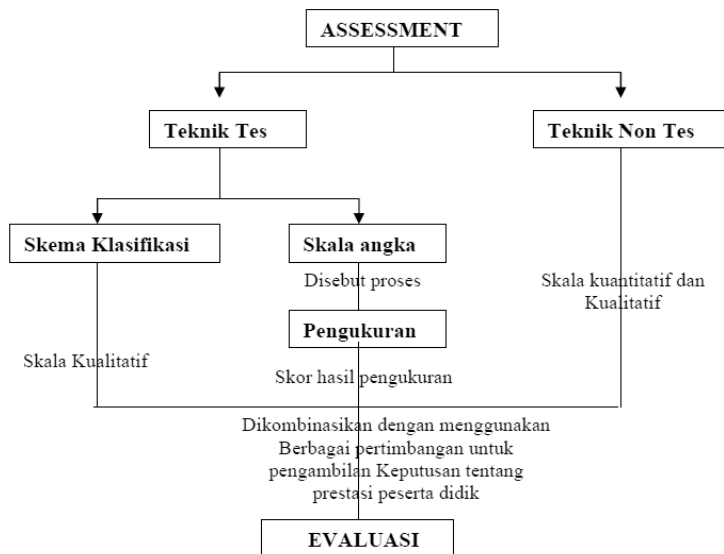 ASSESSMENT
Teknik Tes
Teknik Non Tes
Skema Klasifikasi
Skala angka
Disebut proses
Skala kuantitatif dan
Kualitatif
Pengukuran
Skala Kualitatif
Skor hasil pengukuran
Dikombinasikan dengan menggunakan
Berbagai pertimbangan untuk
pengambilan Keputusan tentang
prestasi peserta didik
EVALUASI